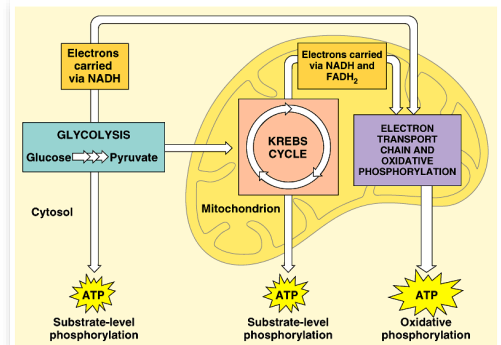 Electrons
carried
via NADH
Electrons carried
via NADH and
FADH₂
GLYCOLYSIS
Glucose Pyruvate
KREBS
CYCLE
ELECTRON
TRANSPORT
CHAIN AND
OXIDATIVE
PHOSPHORYLATION
Cytosol
Mitochondrion
ATP
ATP
ATP
Substrate-level
phosphorylation
Substrate-level
phosphorylation
Oxidative
phosphorylation